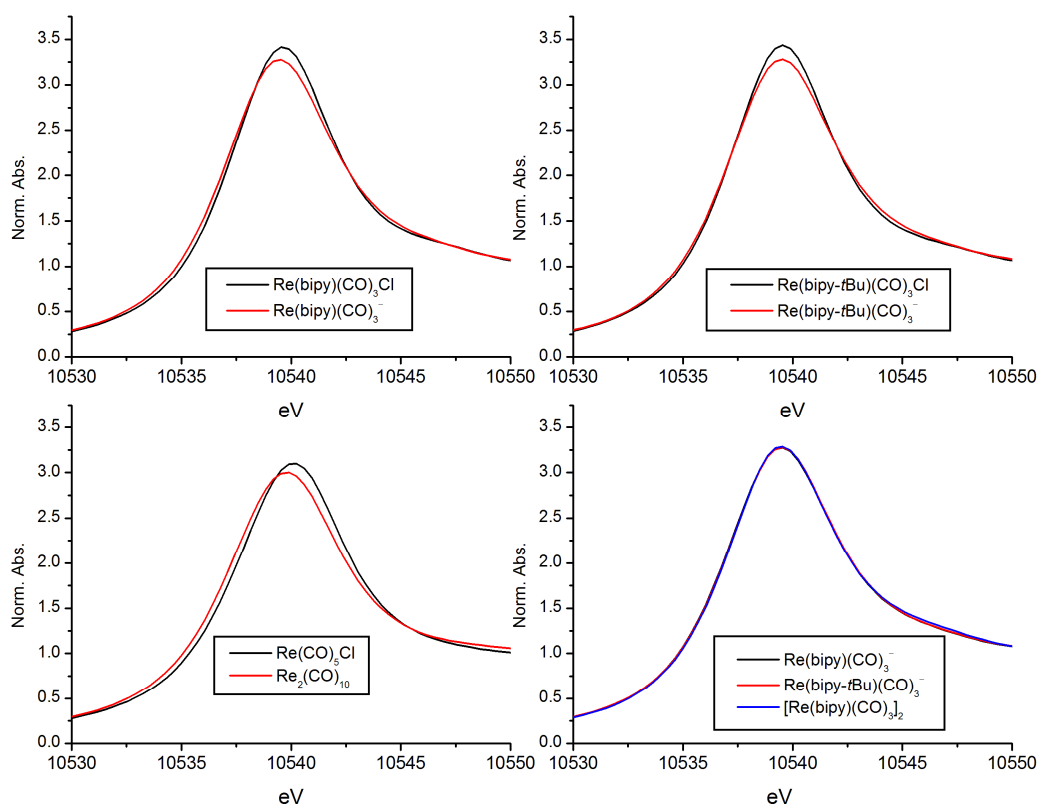 3.5
3.0
2.5
2.0
1.5
1.0
0.5
0.0
Norm. Abs.
Re(bipy)(CO)₃Cl
Re(bipy)(CO)₃⁻
10530 10535 10540 10545 10550
eV
3.5
3.0
2.5
2.0
1.5
1.0
0.5
0.0
Norm. Abs.
Re(bipy-tBu)(CO)₃Cl
Re(bipy-tBu)(CO)₃⁻
10530 10535 10540 10545 10550
eV
3.5
3.0
2.5
2.0
1.5
1.0
0.5
0.0
Norm. Abs.
Re(CO)₅Cl
Re₂(CO)₁₀
10530 10535 10540 10545 10550
eV
3.5
3.0
2.5
2.0
1.5
1.0
0.5
0.0
Norm. Abs.
Re(bipy)(CO)₃⁻
Re(bipy-tBu)(CO)₃⁻
[Re(bipy)(CO)₃]₂
10530 10535 10540 10545 10550
eV